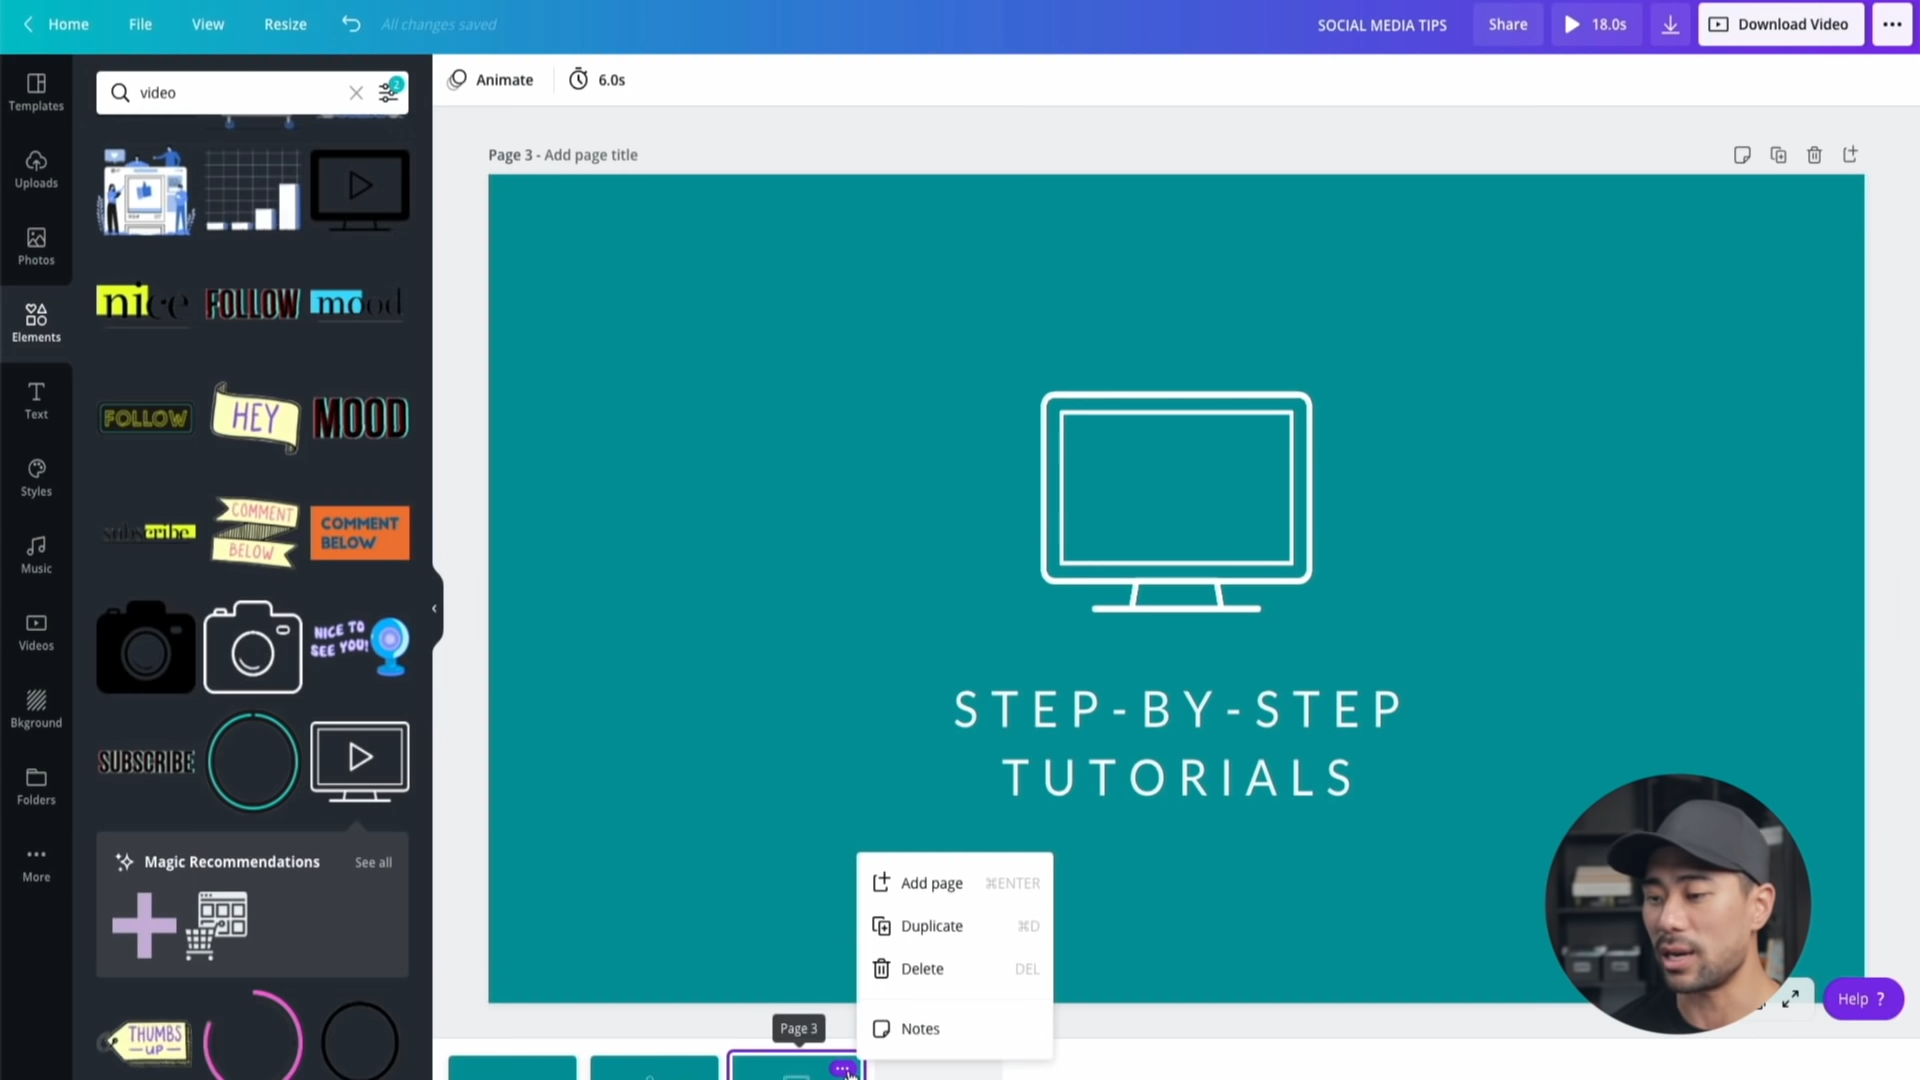 Home
File
View
Resize
All changes saved
SOCIAL MEDIA TIPS
Share
18.0s
Download Video
Templates
Uploads
Photos
Elements
Text
Styles
Music
Videos
Bkground
Folders
More
video
2
nice
FOLLOW
mood
FOLLOW
HEY
MOOD
subscribe
COMMENT
BELOW
COMMENT
BELOW
NICE TO
SEE YOU!
SUBSCRIBE
Magic Recommendations
See all
THUMBS
UP
Animate
6.0s
Page 3 - Add page title
STEP-BY-STEP
TUTORIALS
Add page ⌘ENTER
Duplicate ⌘D
Delete DEL
Notes
Page 3
Help ?